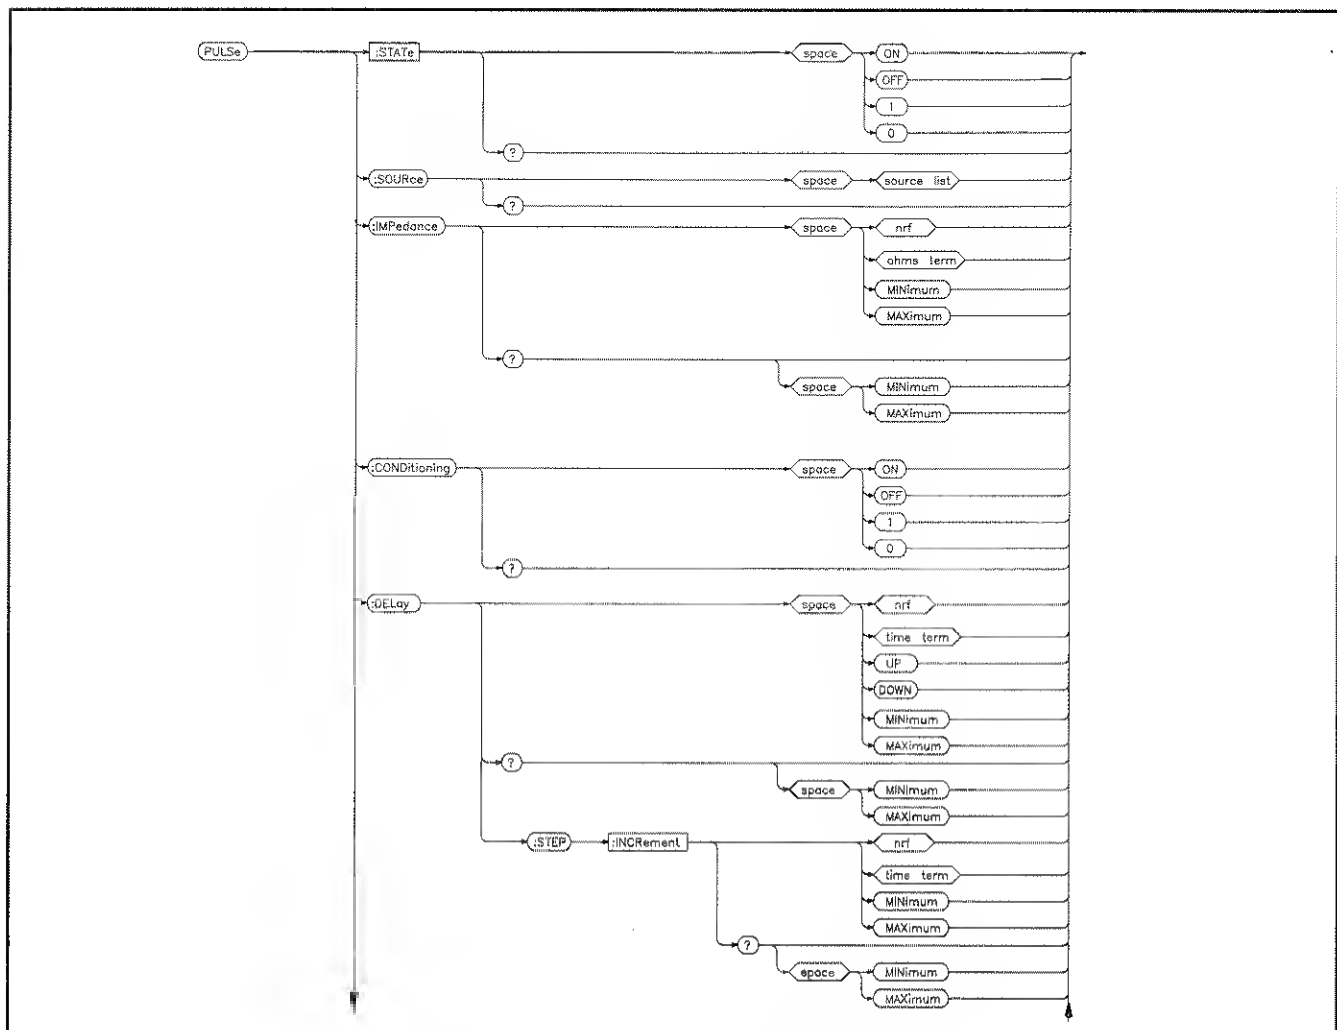 PULSe :STATe space ON
OFF
1
0
?
:SOURce space source list
?
:IMPedance space nrf
ohms term
MINimum
MAXimum
?
space MINimum
MAXimum
:CONDitioning space ON
OFF
1
0
?
:DELay space nrf
time term
UP
DOWN
MINimum
MAXimum
?
space MINimum
MAXimum
:STEP :INCRement nrf
time term
MINimum
MAXimum
?
space MINimum
MAXimum